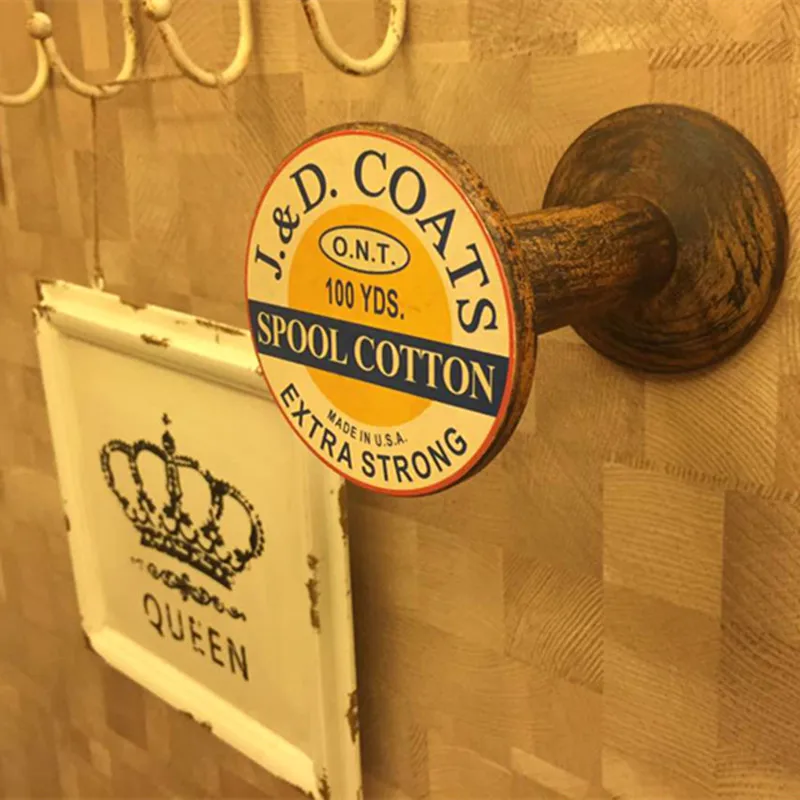 J.&D. COATS
O.N.T.
100 YDS.
SPOOL COTTON
MADE IN U.S.A.
EXTRA STRONG
QUEEN